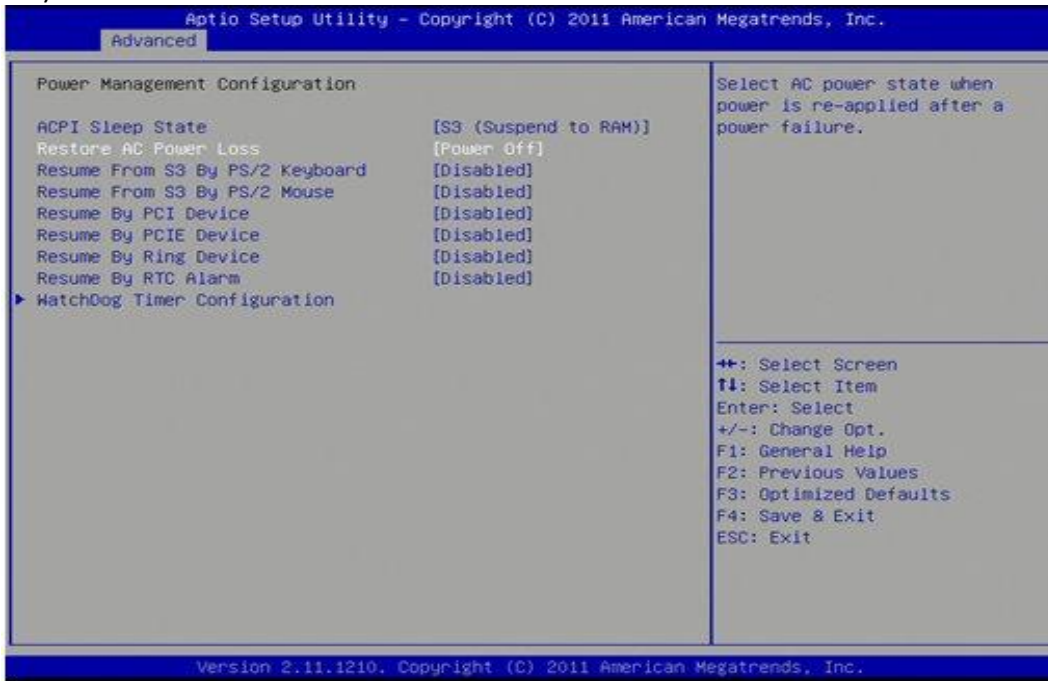 Aptio Setup Utility – Copyright (C) 2011 American Megatrends, Inc.
Advanced
Power Management Configuration
ACPI Sleep State [S3 (Suspend to RAM)]
Restore AC Power Loss [Power Off]
Resume From S3 By PS/2 Keyboard [Disabled]
Resume From S3 By PS/2 Mouse [Disabled]
Resume By PCI Device [Disabled]
Resume By PCIE Device [Disabled]
Resume By Ring Device [Disabled]
Resume By RTC Alarm [Disabled]
▶ WatchDog Timer Configuration
Select AC power state when
power is re-applied after a
power failure.
→←: Select Screen
↑↓: Select Item
Enter: Select
+/-: Change Opt.
F1: General Help
F2: Previous Values
F3: Optimized Defaults
F4: Save & Exit
ESC: Exit
Version 2.11.1210. Copyright (C) 2011 American Megatrends, Inc.